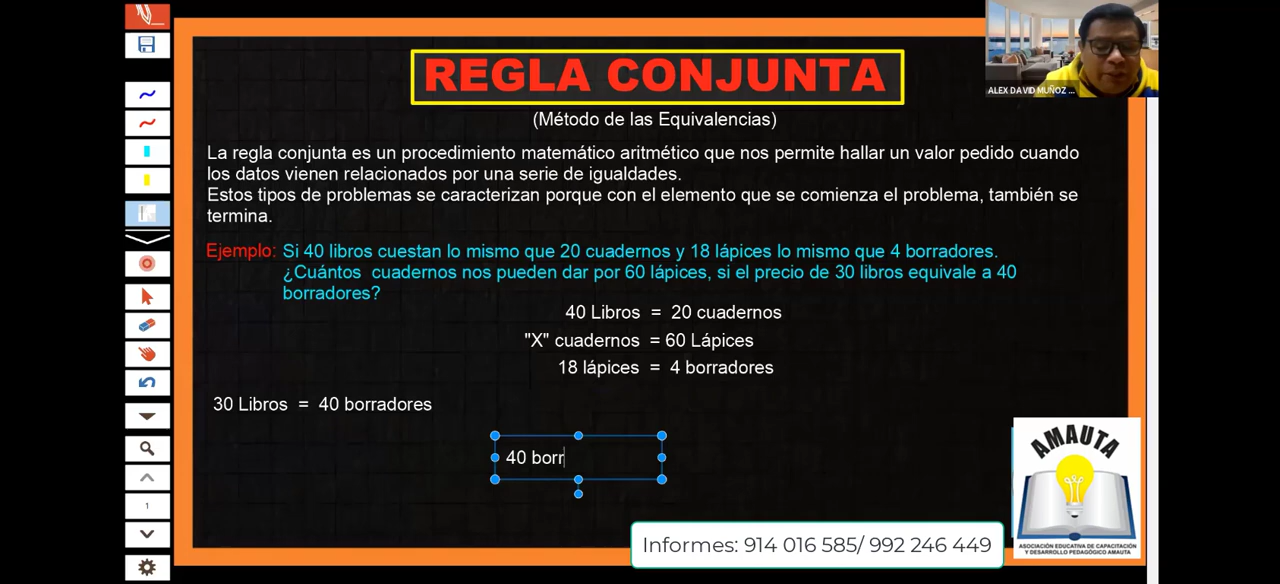 REGLA CONJUNTA
ALEX DAVID MUÑOZ ...
(Método de las Equivalencias)
La regla conjunta es un procedimiento matemático aritmético que nos permite hallar un valor pedido cuando
los datos vienen relacionados por una serie de igualdades.
Estos tipos de problemas se caracterizan porque con el elemento que se comienza el problema, también se
termina.
Ejemplo: Si 40 libros cuestan lo mismo que 20 cuadernos y 18 lápices lo mismo que 4 borradores.
¿Cuántos cuadernos nos pueden dar por 60 lápices, si el precio de 30 libros equivale a 40
borradores?
40 Libros = 20 cuadernos
"X" cuadernos = 60 Lápices
18 lápices = 4 borradores
30 Libros = 40 borradores
40 borr
AMAUTA
ASOCIACIÓN EDUCATIVA DE CAPACITACIÓN
Y DESARROLLO PEDAGÓGICO AMAUTA
1
Informes: 914 016 585/ 992 246 449